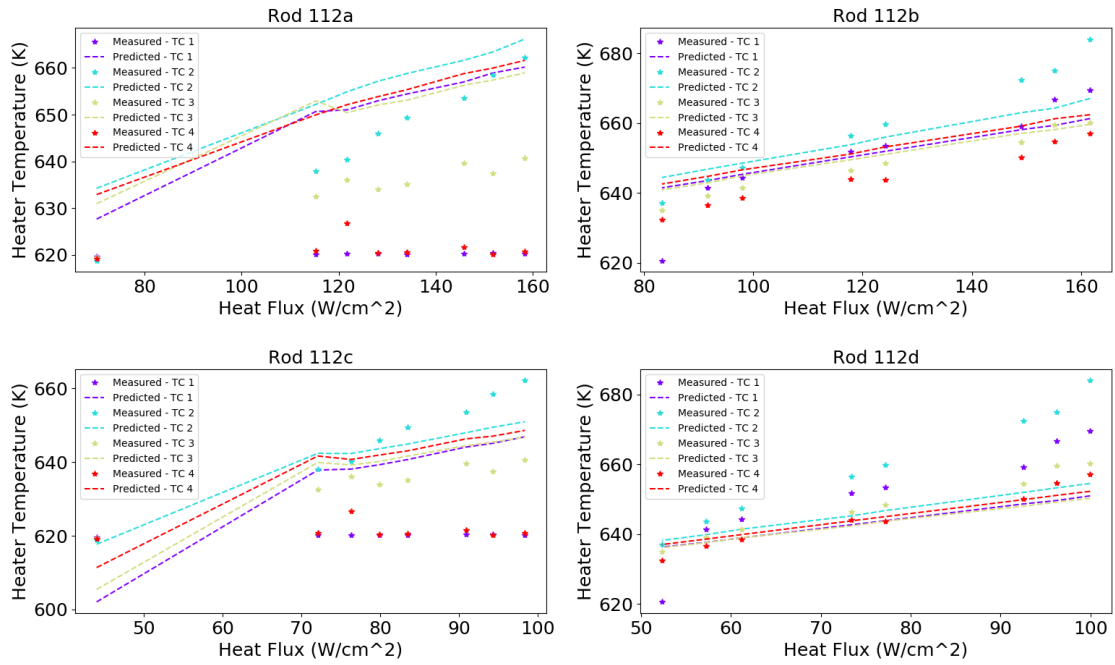 Rod 112a
Heater Temperature (K)
660
650
640
630
620
Measured - TC 1
Predicted - TC 1
Measured - TC 2
Predicted - TC 2
Measured - TC 3
Predicted - TC 3
Measured - TC 4
Predicted - TC 4
80 100 120 140 160
Heat Flux (W/cm^2)
Rod 112b
Heater Temperature (K)
680
660
640
620
Measured - TC 1
Predicted - TC 1
Measured - TC 2
Predicted - TC 2
Measured - TC 3
Predicted - TC 3
Measured - TC 4
Predicted - TC 4
80 100 120 140 160
Heat Flux (W/cm^2)
Rod 112c
Heater Temperature (K)
660
640
620
600
Measured - TC 1
Predicted - TC 1
Measured - TC 2
Predicted - TC 2
Measured - TC 3
Predicted - TC 3
Measured - TC 4
Predicted - TC 4
50 60 70 80 90 100
Heat Flux (W/cm^2)
Rod 112d
Heater Temperature (K)
680
660
640
620
Measured - TC 1
Predicted - TC 1
Measured - TC 2
Predicted - TC 2
Measured - TC 3
Predicted - TC 3
Measured - TC 4
Predicted - TC 4
50 60 70 80 90 100
Heat Flux (W/cm^2)